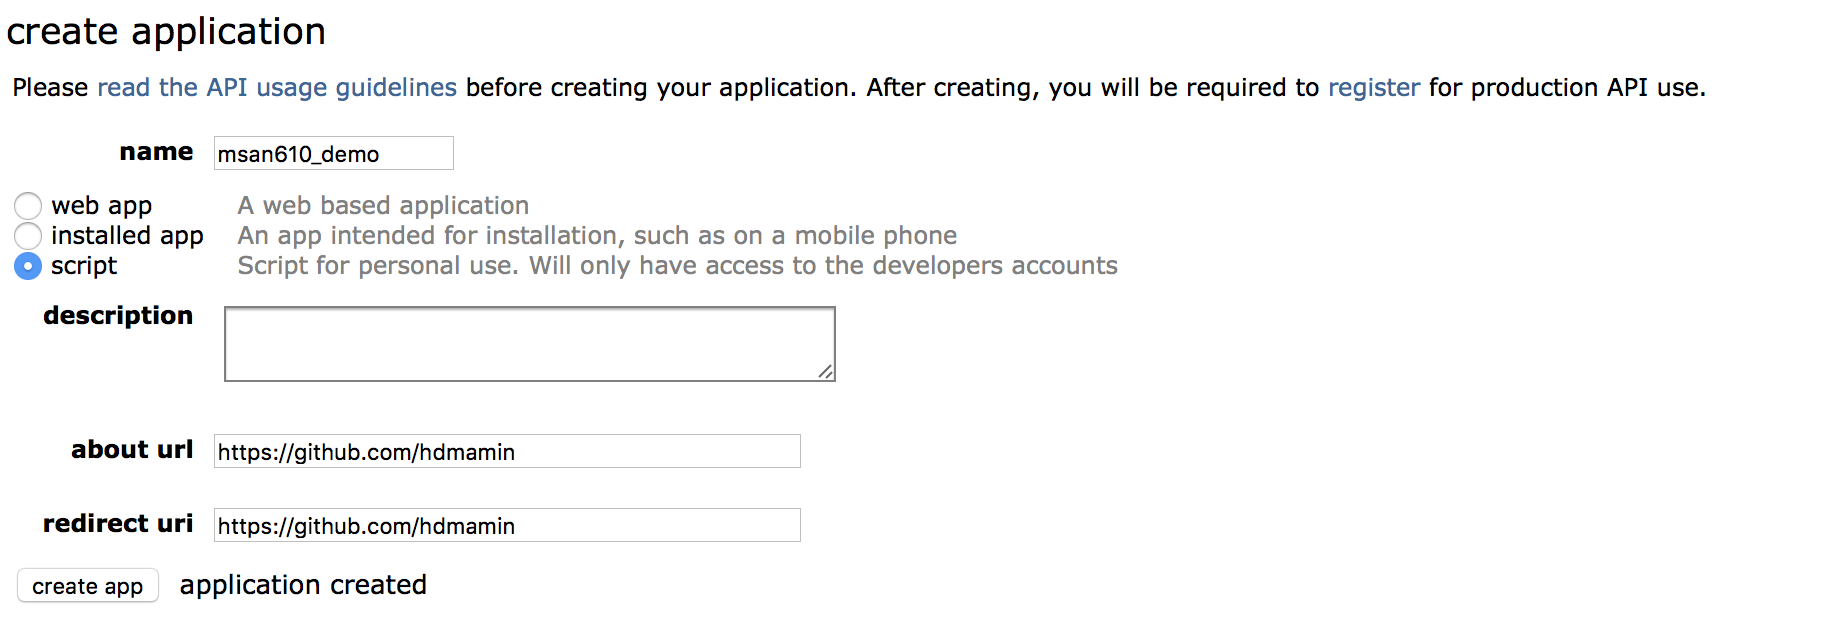 create application
Please read the API usage guidelines before creating your application. After creating, you will be required to register for production API use.
name msan610_demo
web app A web based application
installed app An app intended for installation, such as on a mobile phone
script Script for personal use. Will only have access to the developers accounts
description
about url https://github.com/hdmamin
redirect uri https://github.com/hdmamin
create app application created